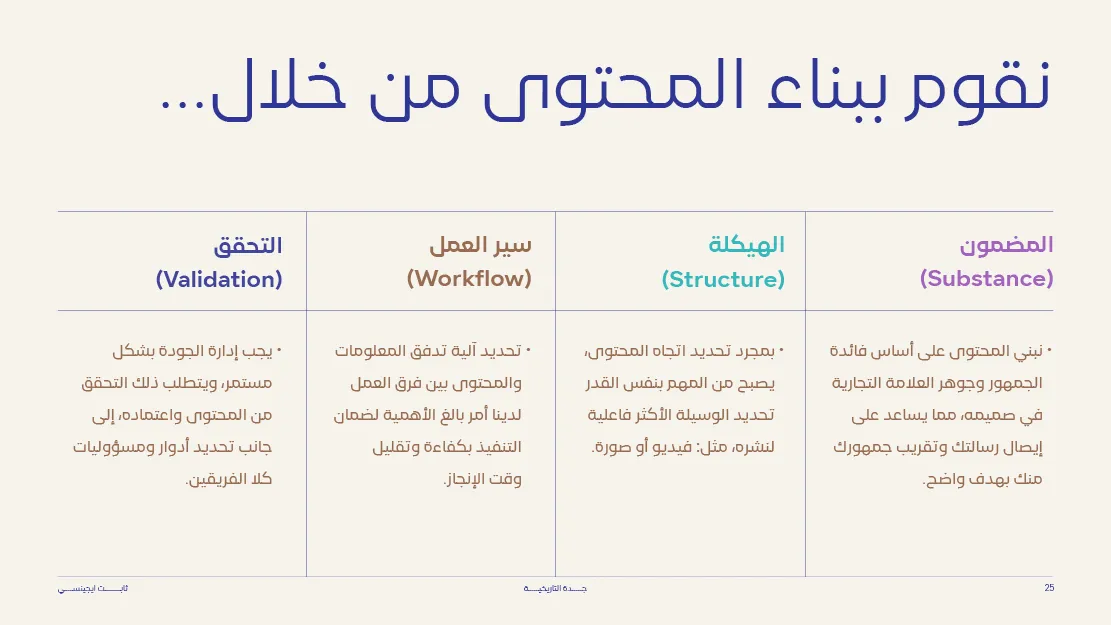 نقوم ببناء المحتوى من خلال...
المضمون
(Substance)
• نبني المحتوى على أساس فائدة
الجمهور وجوهر العلامة التجارية
في صميمه، مما يساعد على
إيصال رسالتك وتقريب جمهورك
منك بهدف واضح.
الهيكلة
(Structure)
• بمجرد تحديد اتجاه المحتوى،
يصبح من المهم بنفس القدر
تحديد الوسيلة الأكثر فاعلية
لنشره، مثل: فيديو أو صورة.
سير العمل
(Workflow)
• تحديد آلية تدفق المعلومات
والمحتوى بين فرق العمل
لدينا أمر بالغ الأهمية لضمان
التنفيذ بكفاءة وتقليل
وقت الإنجاز.
التحقق
(Validation)
• يجب إدارة الجودة بشكل
مستمر، ويتطلب ذلك التحقق
من المحتوى واعتماده، إلى
جانب تحديد أدوار ومسؤوليات
كلا الفريقين.
25
جـــــدة التاريخيـــــة
ثابــــــــت ايجينســــي